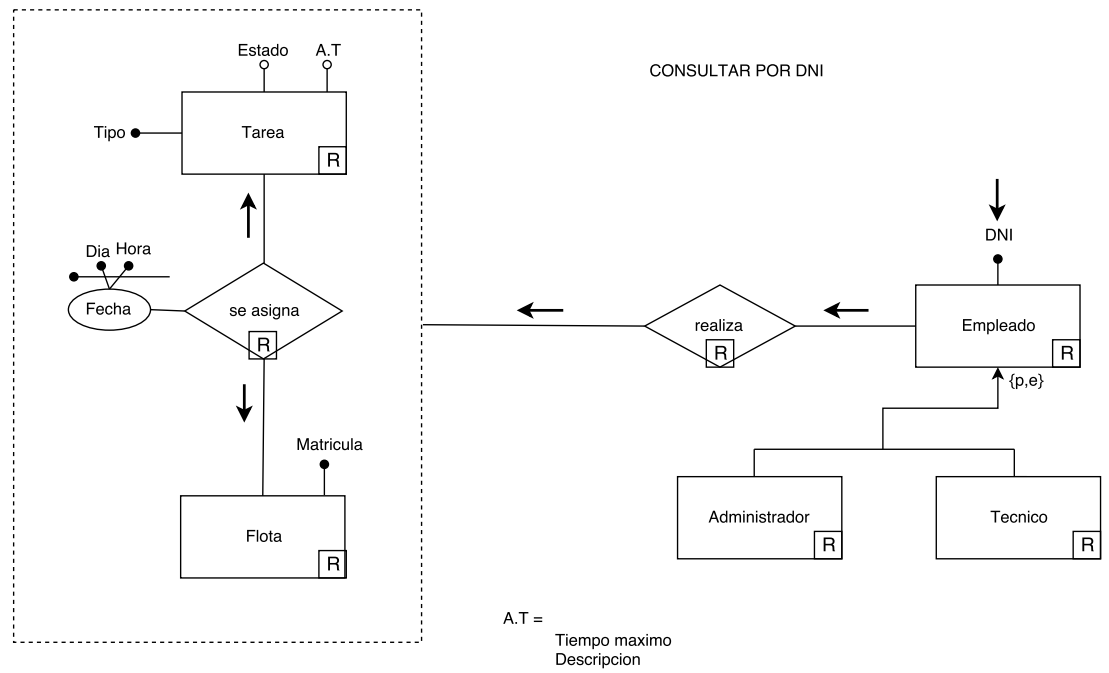 Estado
A.T
CONSULTAR POR DNI
Tipo
Tarea
R
DNI
Dia
Hora
Fecha
se asigna
R
realiza
R
Empleado
R
{p,e}
Matricula
Flota
R
Administrador
R
Tecnico
R
A.T =
Tiempo maximo
Descripcion